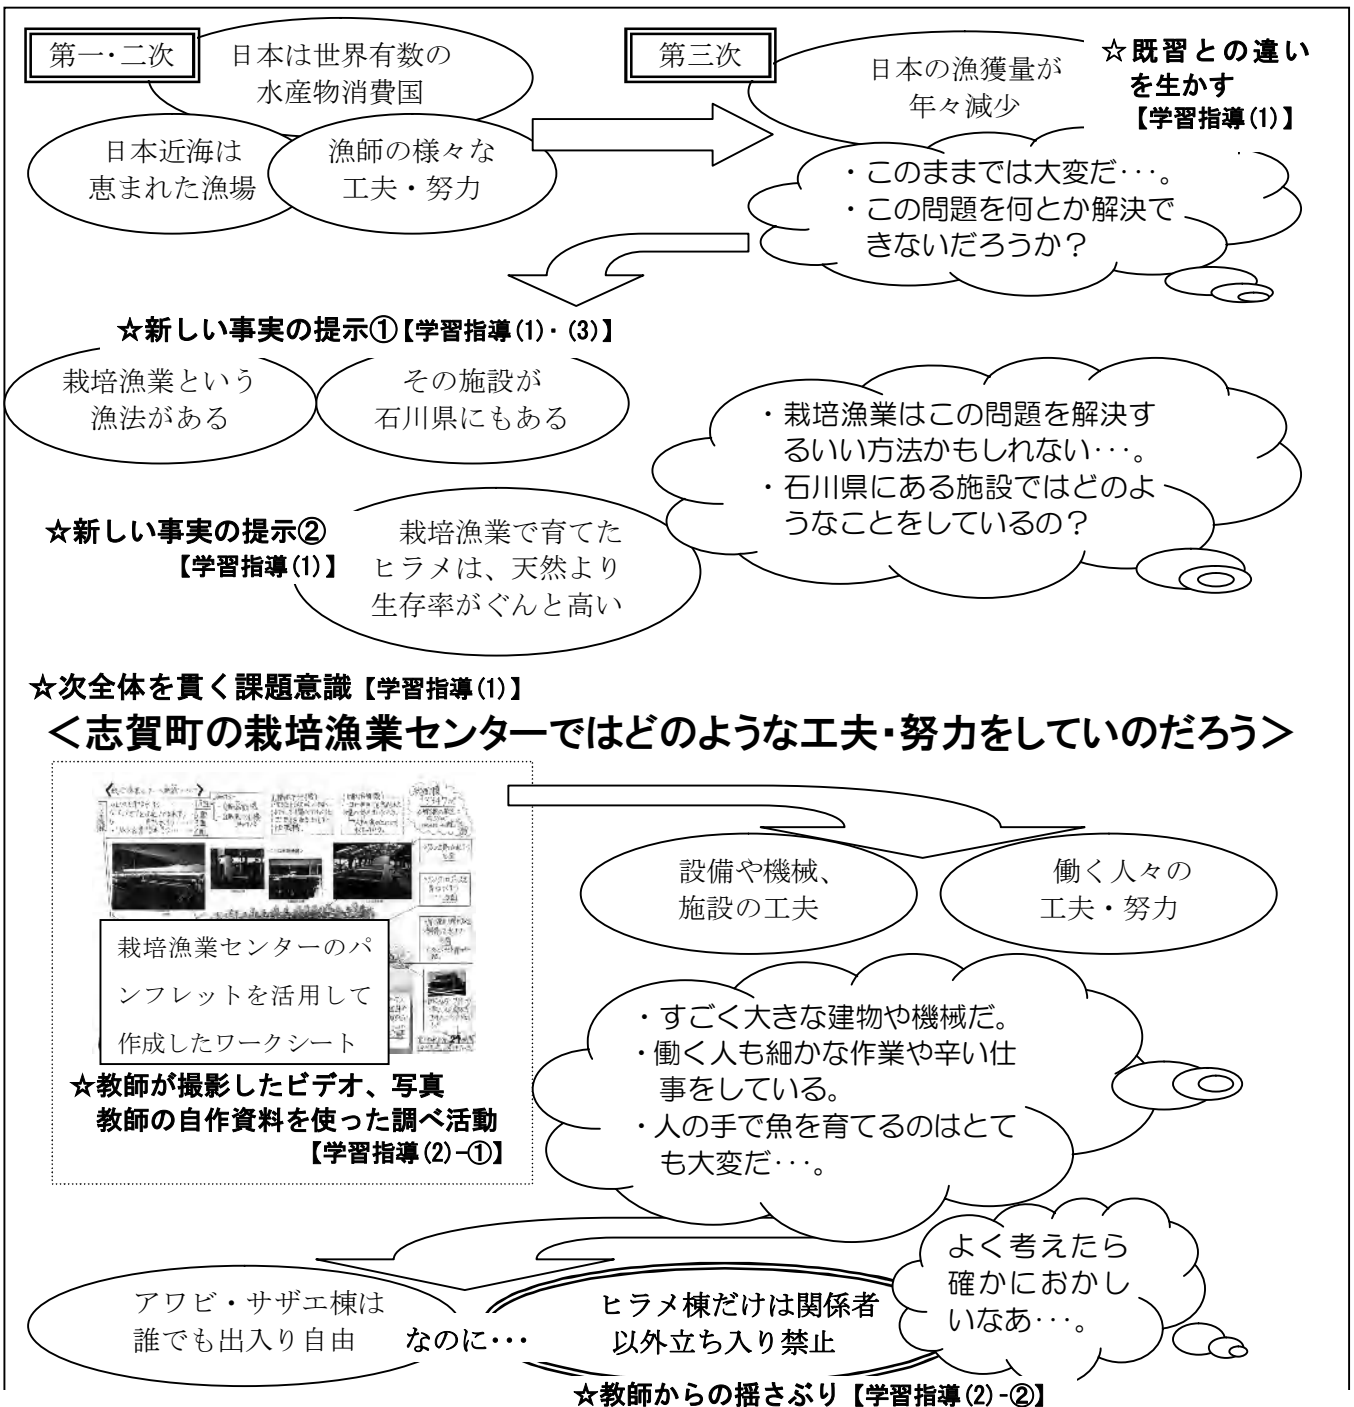 第一・二次
日本は世界有数の
水産物消費国
日本近海は
恵まれた漁場
漁師の様々な
工夫・努力
第三次
日本の漁獲量が
年々減少
☆既習との違い
を生かす
【学習指導(1)】
・このままでは大変だ･･･。
・この問題を何とか解決で
きないだろうか？
☆新しい事実の提示①【学習指導(1)・(3)】
栽培漁業という
漁法がある
その施設が
石川県にもある
・栽培漁業はこの問題を解決す
るいい方法かもしれない･･･。
・石川県にある施設ではどのよ
うなことをしているの？
☆新しい事実の提示②
【学習指導(1)】
栽培漁業で育てた
ヒラメは、天然より
生存率がぐんと高い
☆次全体を貫く課題意識【学習指導(1)】
＜志賀町の栽培漁業センターではどのような工夫・努力をしていのだろう＞
栽培漁業センターのパ
ンフレットを活用して
作成したワークシート
☆教師が撮影したビデオ、写真
教師の自作資料を使った調べ活動
【学習指導(2)-①】
設備や機械、
施設の工夫
働く人々の
工夫・努力
・すごく大きな建物や機械だ。
・働く人も細かな作業や辛い仕
事をしている。
・人の手で魚を育てるのはとて
も大変だ･･･。
アワビ・サザエ棟は
誰でも出入り自由
なのに･･･
ヒラメ棟だけは関係者
以外立ち入り禁止
よく考えたら
確かにおかし
いなあ･･･。
☆教師からの揺さぶり【学習指導(2)-②】